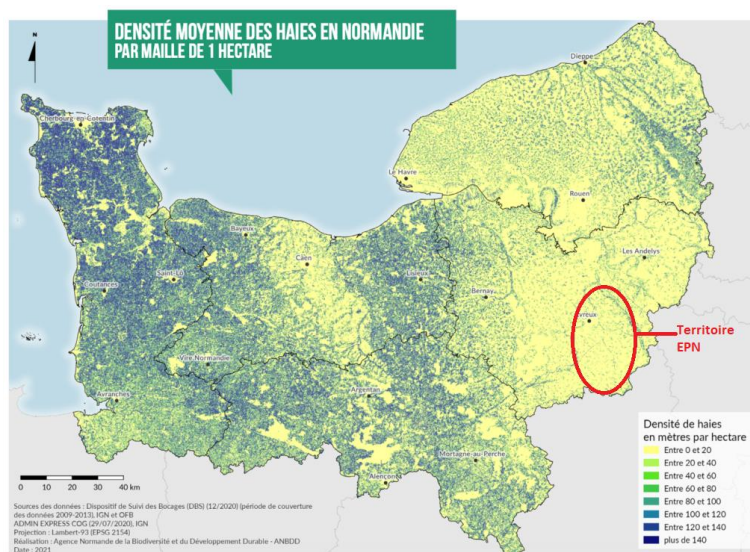 DENSITÉ MOYENNE DES HAIES EN NORMANDIE
PAR MAILLE DE 1 HECTARE
N
Dieppe
Cherbourg-en-Cotentin
Le Havre
Rouen
Bayeux
Les Andelys
Caen
Saint-Lô
Lisieux
Coutances
Bernay
Evreux
Territoire
EPN
Vire Normandie
Argentan
Avranches
Mortagne-au-Perche
Alençon
Densité de haies
en mètres par hectare
Entre 0 et 20
Entre 20 et 40
Entre 40 et 60
Entre 60 et 80
Entre 80 et 100
Entre 100 et 120
Entre 120 et 140
plus de 140
0 10 20 30 40 km
Sources des données : Dispositif de Suivi des Bocages (DBS) (12/2020) (période de couverture
des données 2009-2013), IGN et OFB
ADMIN EXPRESS COG (29/07/2020), IGN
Projection : Lambert-93 (EPSG 2154)
Réalisation : Agence Normande de la Biodiversité et du Développement Durable - ANBDD
Date : 2021